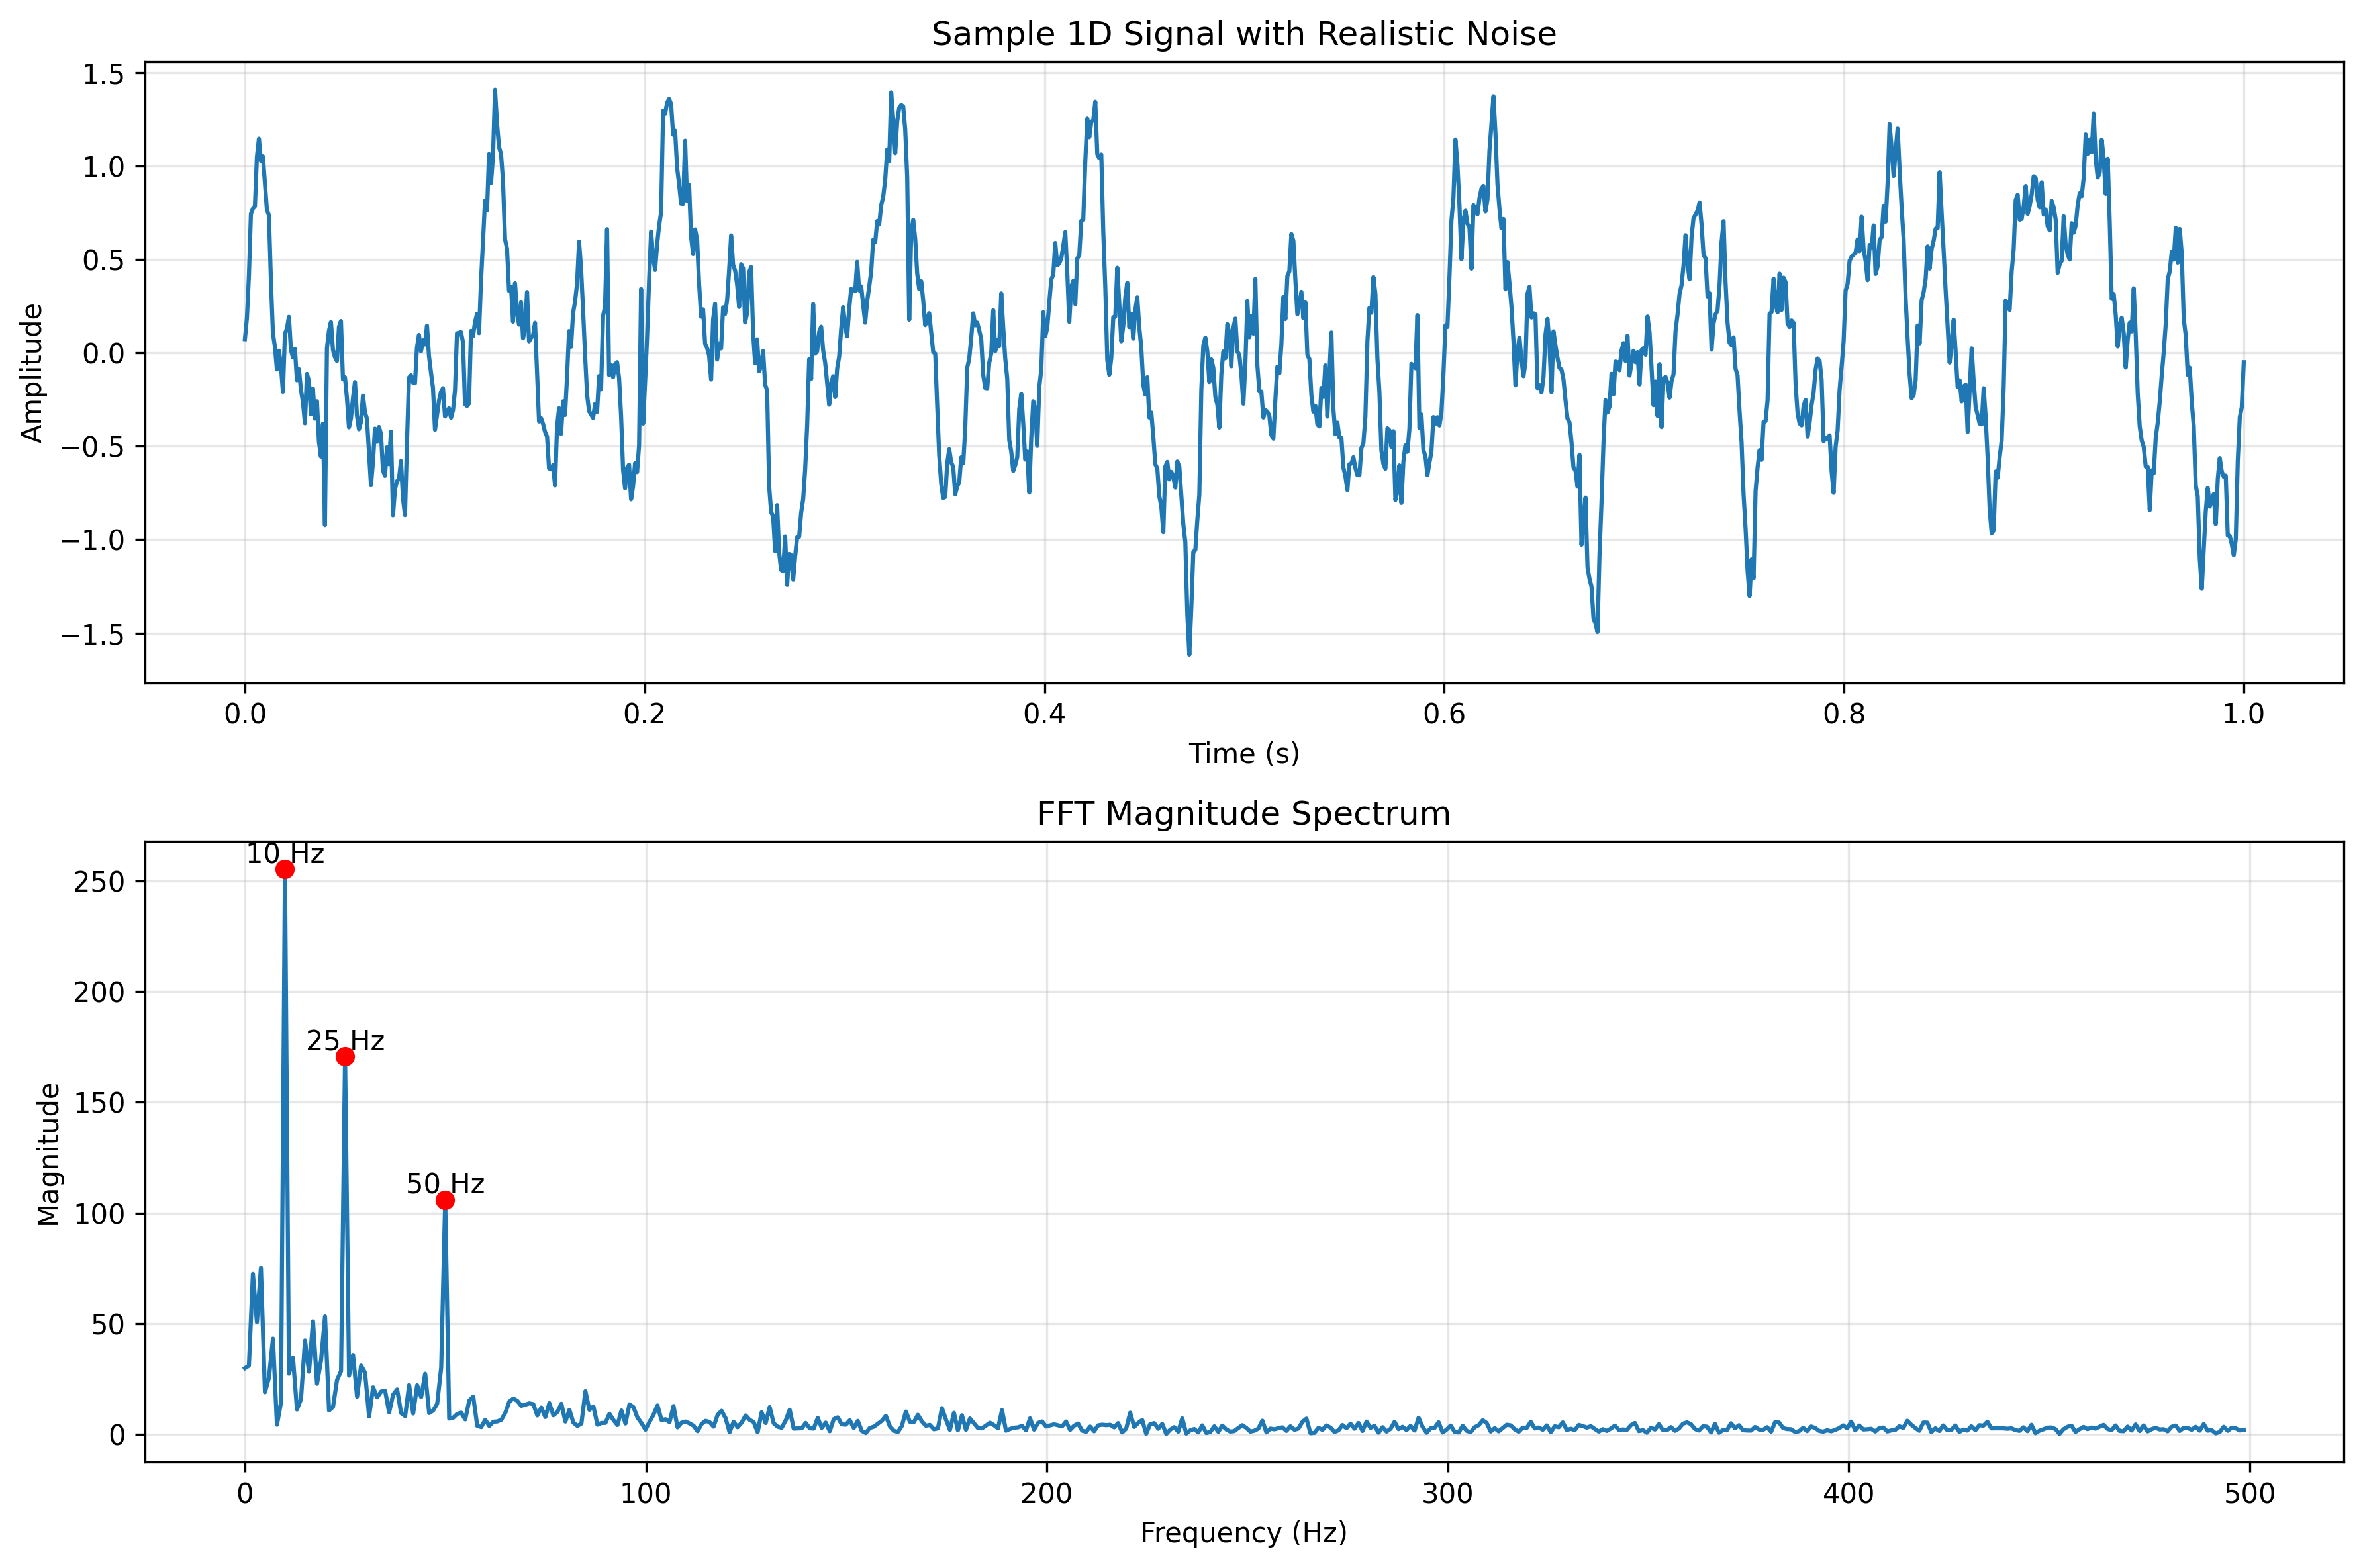 Sample 1D Signal with Realistic Noise
1.5
1.0
0.5
0.0
−0.5
−1.0
−1.5
Amplitude
0.0 0.2 0.4 0.6 0.8 1.0
Time (s)
FFT Magnitude Spectrum
10 Hz
25 Hz
50 Hz
250
200
150
100
50
0
Magnitude
0 100 200 300 400 500
Frequency (Hz)